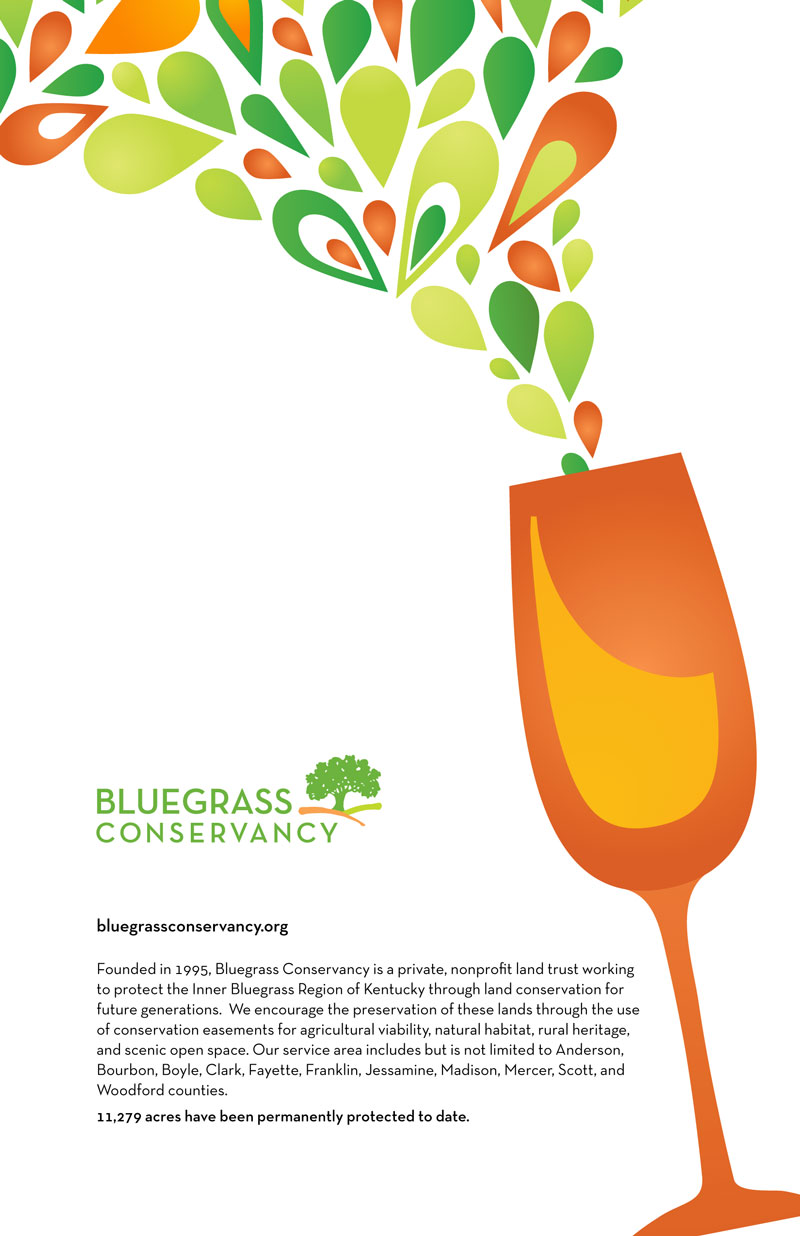 BLUEGRASS
CONSERVANCY
bluegrassconservancy.org
Founded in 1995, Bluegrass Conservancy is a private, nonprofit land trust working
to protect the Inner Bluegrass Region of Kentucky through land conservation for
future generations.  We encourage the preservation of these lands through the use
of conservation easements for agricultural viability, natural habitat, rural heritage,
and scenic open space. Our service area includes but is not limited to Anderson,
Bourbon, Boyle, Clark, Fayette, Franklin, Jessamine, Madison, Mercer, Scott, and
Woodford counties.
11,279 acres have been permanently protected to date.